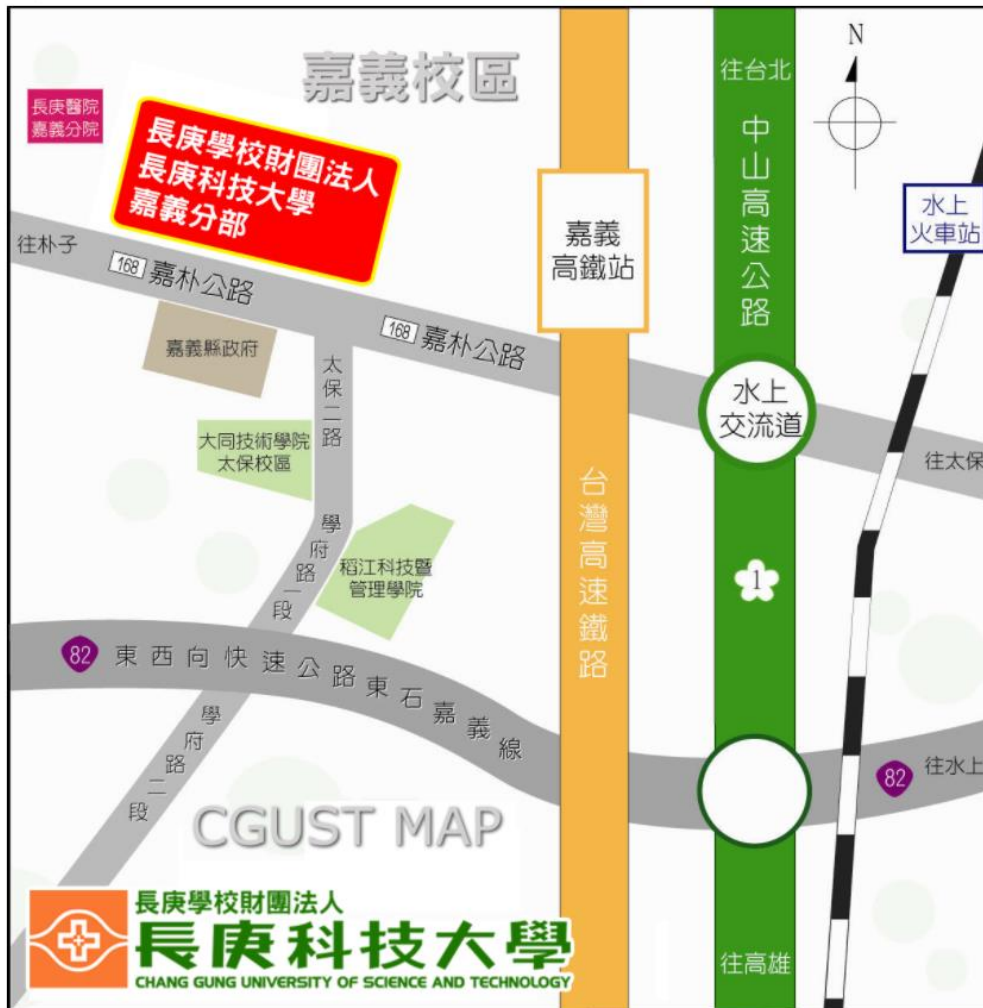 嘉義校區
往台北
N
長庚醫院
嘉義分院
長庚學校財團法人
長庚科技大學
嘉義分部
中山高速公路
水上
火車站
嘉義
高鐵站
往朴子
168 嘉朴公路
168 嘉朴公路
嘉義縣政府
太保二路
水上
交流道
大同技術學院
太保校區
往太保
台灣高速鐵路
學府路一段
稻江科技暨
管理學院
1
82 東西向快速公路東石嘉義線
學府路二段
82 往水上
CGUST MAP
長庚學校財團法人
長庚科技大學
CHANG GUNG UNIVERSITY OF SCIENCE AND TECHNOLOGY
往高雄